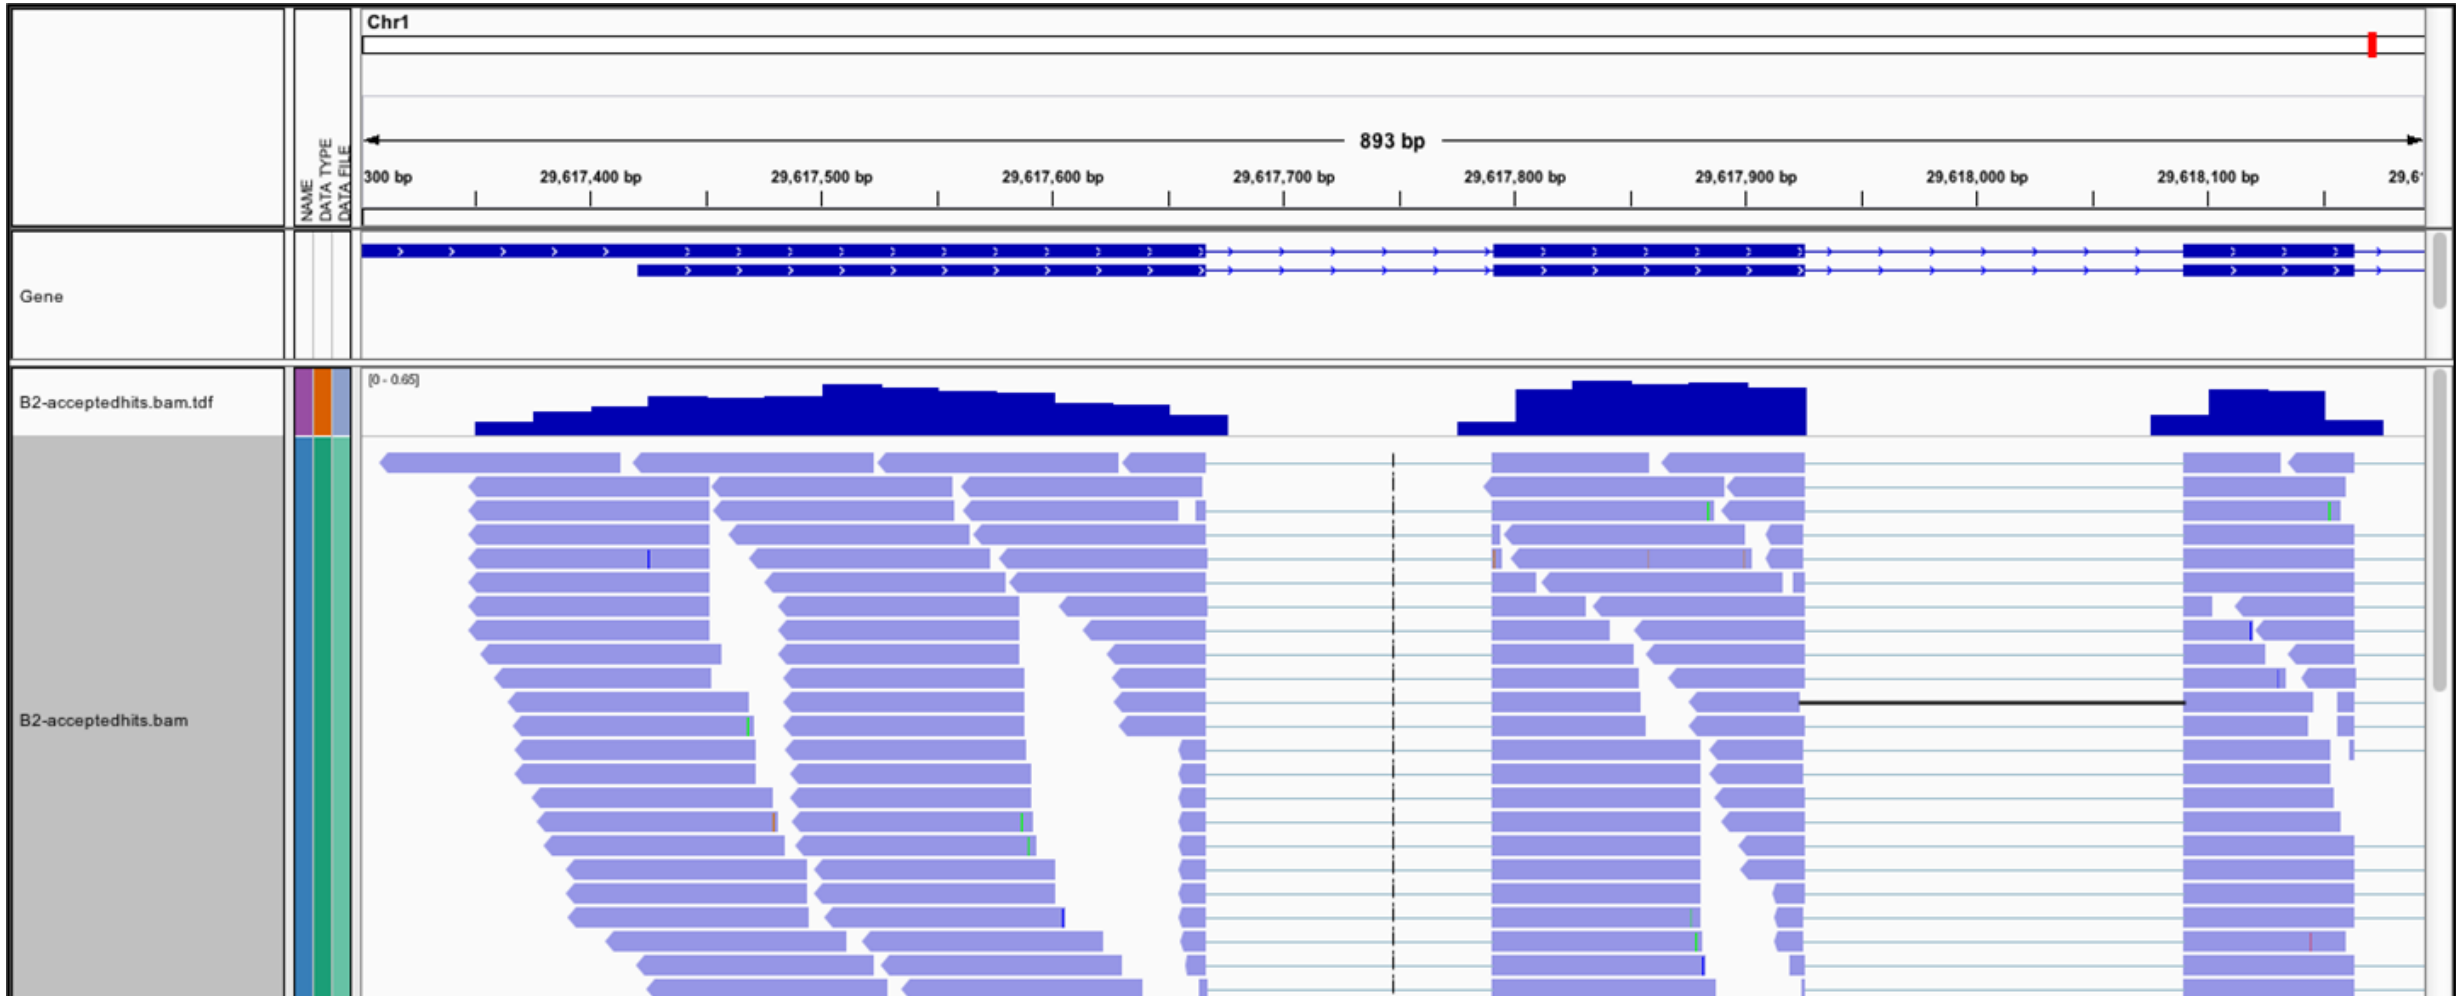 Chr1
893 bp
300 bp 29,617,400 bp 29,617,500 bp 29,617,600 bp 29,617,700 bp 29,617,800 bp 29,617,900 bp 29,618,000 bp 29,618,100 bp 29,6
NAME
DATA TYPE
DATA FILE
Gene
[0 - 0.65]
B2-acceptedhits.bam.tdf
B2-acceptedhits.bam